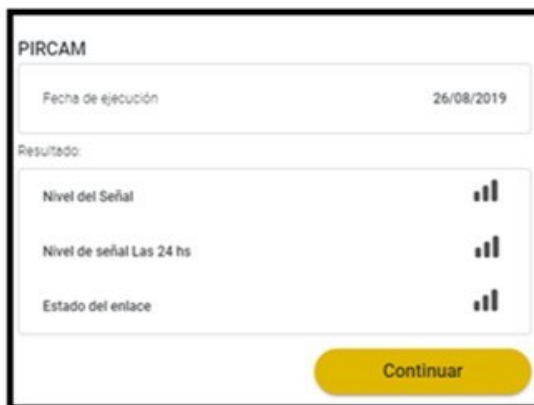 PIRCAM
Fecha de ejecución 26/08/2019
Resultado:
Nivel del Señal
Nivel de señal Las 24 hs
Estado del enlace
Continuar